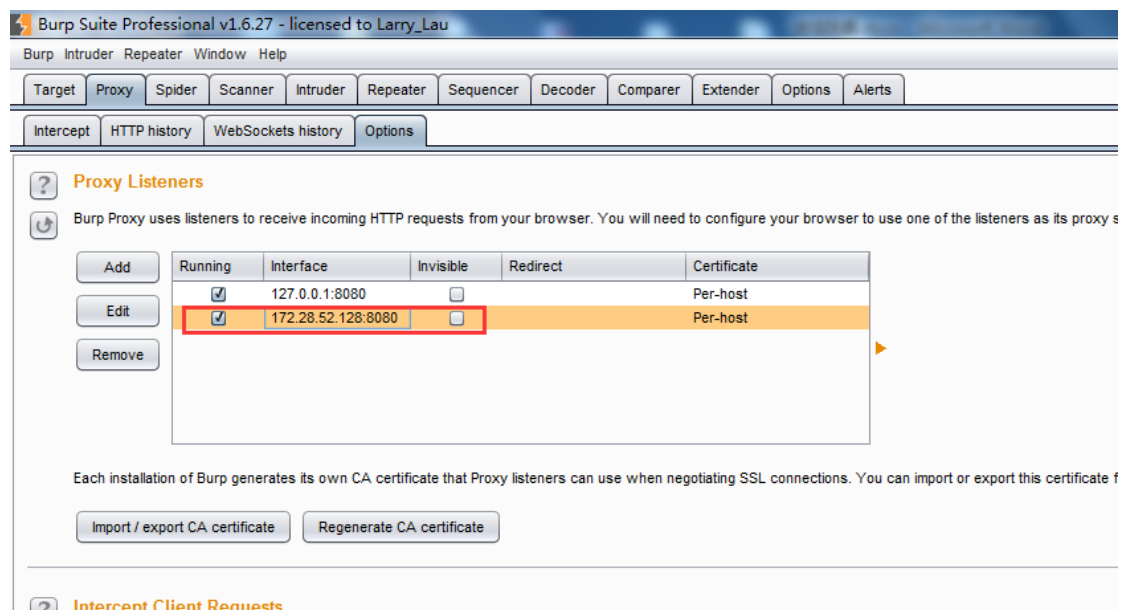 Burp Suite Professional v1.6.27 - licensed to Larry_Lau
Burp Intruder Repeater Window Help
Target Proxy Spider Scanner Intruder Repeater Sequencer Decoder Comparer Extender Options Alerts
Intercept HTTP history WebSockets history Options
? Proxy Listeners
Burp Proxy uses listeners to receive incoming HTTP requests from your browser. You will need to configure your browser to use one of the listeners as its proxy s
Add Running Interface Invisible Redirect Certificate
127.0.0.1:8080 Per-host
Edit
172.28.52.128:8080 Per-host
Remove
Each installation of Burp generates its own CA certificate that Proxy listeners can use when negotiating SSL connections. You can import or export this certificate f
Import / export CA certificate Regenerate CA certificate
? Intercept Client Requests